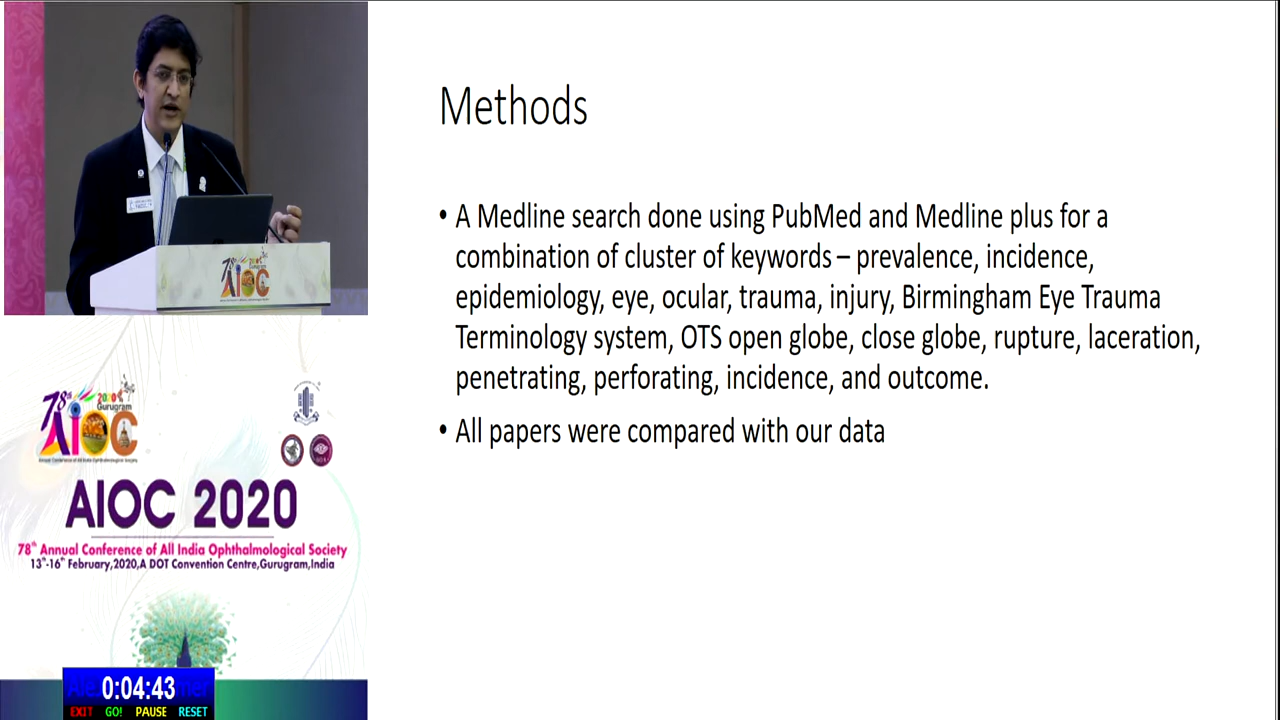 Methods
• A Medline search done using PubMed and Medline plus for a
combination of cluster of keywords – prevalence, incidence,
epidemiology, eye, ocular, trauma, injury, Birmingham Eye Trauma
Terminology system, OTS open globe, close globe, rupture, laceration,
penetrating, perforating, incidence, and outcome.
• All papers were compared with our data
78th
AIOC
78th 2020
Gurugram
AIOC
AIOC 2020
78th Annual Conference of All India Ophthalmological Society
13th-16th February,2020,A DOT Convention Centre,Gurugram,India
0:04:43
EXIT GO! PAUSE RESET